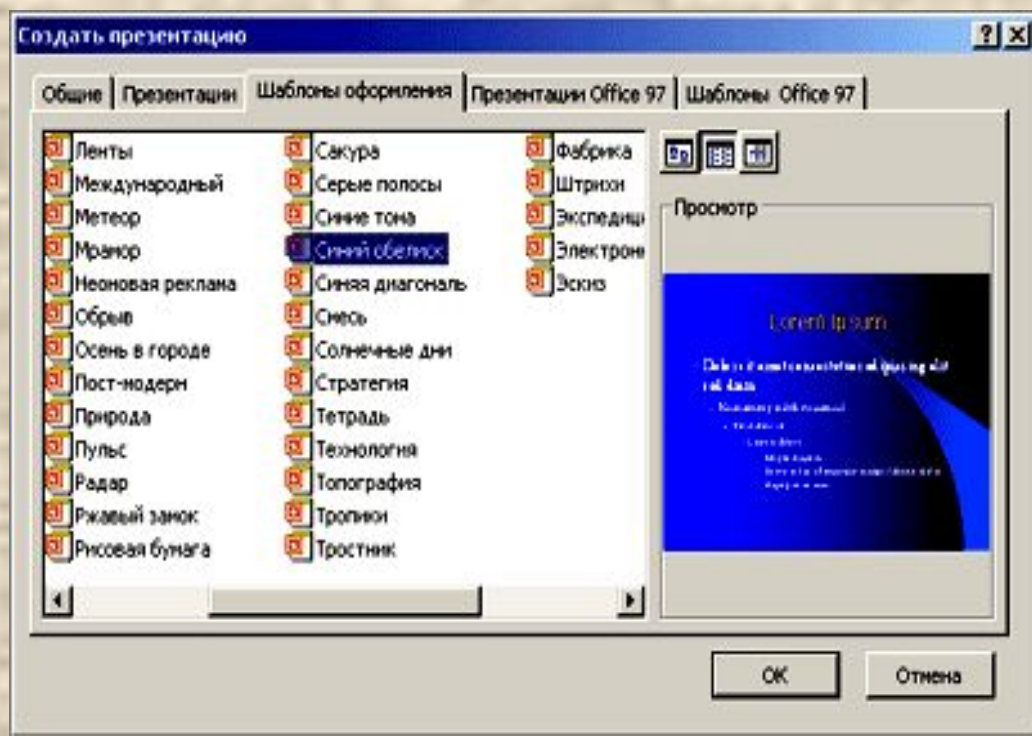 Создать презентацию
Общие
Презентации
Шаблоны оформления
Презентации Office 97
Шаблоны Office 97
Ленты
Международный
Метеор
Мрамор
Неоновая реклама
Обрыв
Осень в городе
Пост-модерн
Природа
Пульс
Радар
Ржавый замок
Рисовая бумага
Сакура
Серые полосы
Синие тона
Синий обелиск
Синяя диагональ
Смесь
Солнечные дни
Стратегия
Тетрадь
Технология
Топография
Тропики
Тростник
Фабрика
Штрихи
Экспедици
Электронн
Эскиз
Просмотр
Lorem Ipsum
OK
Отмена